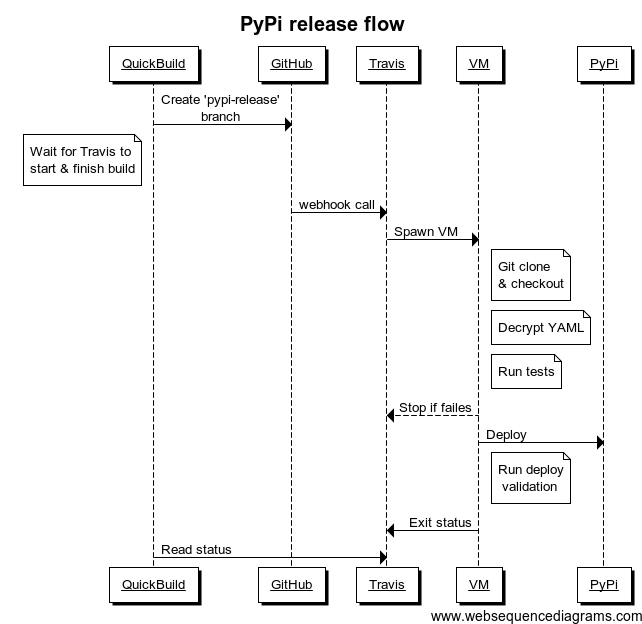 PyPi release flow
QuickBuild GitHub Travis VM PyPi
Create 'pypi-release'
branch
Wait for Travis to
start & finish build
webhook call
Spawn VM
Git clone
& checkout
Decrypt YAML
Run tests
Stop if failes
Deploy
Run deploy
validation
Exit status
Read status
QuickBuild GitHub Travis VM PyPi
www.websequencediagrams.com